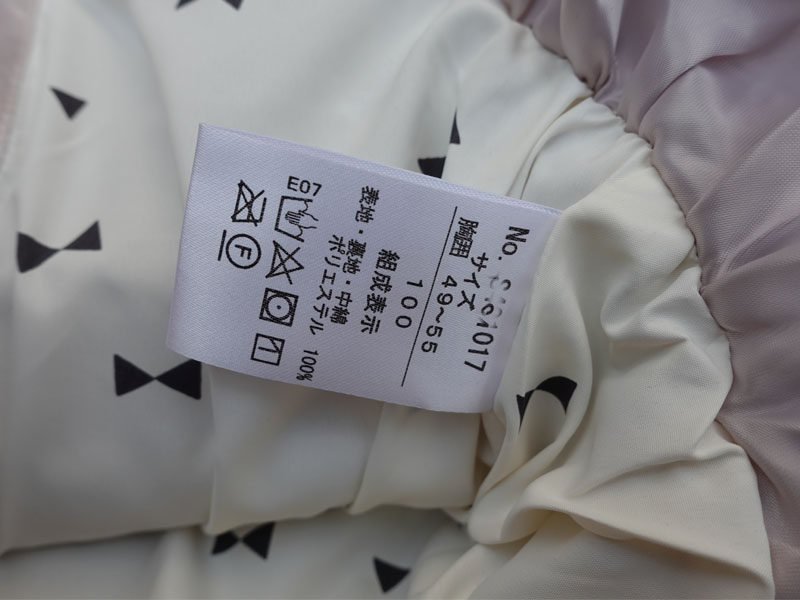 No.
サイズ
胸囲 49~55
100
組成表示
表地・裏地・中綿
ポリエステル 100%
E07
F